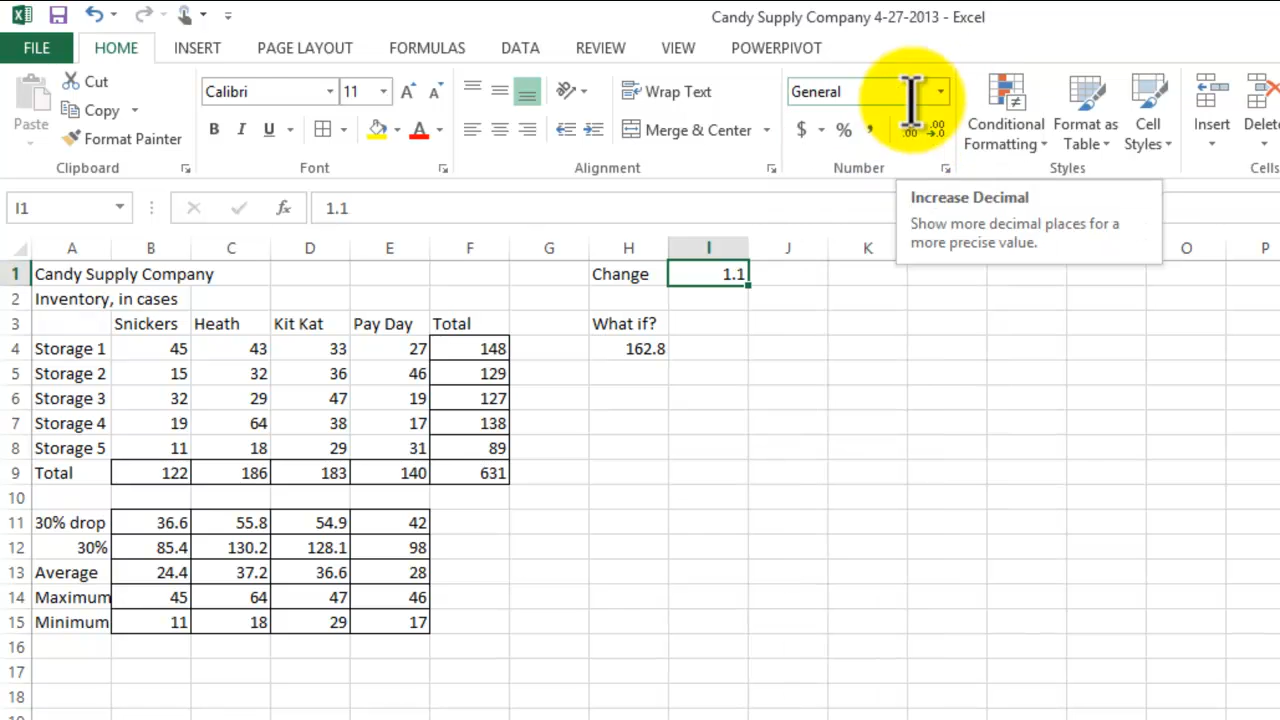 Candy Supply Company 4-27-2013 - Excel
FILE HOME INSERT PAGE LAYOUT FORMULAS DATA REVIEW VIEW POWERPIVOT
Paste
Cut
Copy
Format Painter
Clipboard
Calibri 11
B I U
Font
Wrap Text
Merge & Center
Alignment
General
$ % , .00 .00 .0
Number
Conditional Formatting
Format as Table
Cell Styles
Styles
Insert
Delet
Cells
I1 fx 1.1
Increase Decimal
Show more decimal places for a
more precise value.
A B C D E F G H I J K O P
1 Candy Supply Company Change 1.1
2 Inventory, in cases
3 Snickers Heath Kit Kat Pay Day Total What if?
4 Storage 1 45 43 33 27 148 162.8
5 Storage 2 15 32 36 46 129
6 Storage 3 32 29 47 19 127
7 Storage 4 19 64 38 17 138
8 Storage 5 11 18 29 31 89
9 Total 122 186 183 140 631
10
11 30% drop 36.6 55.8 54.9 42
12 30% 85.4 130.2 128.1 98
13 Average 24.4 37.2 36.6 28
14 Maximum 45 64 47 46
15 Minimum 11 18 29 17
16
17
18